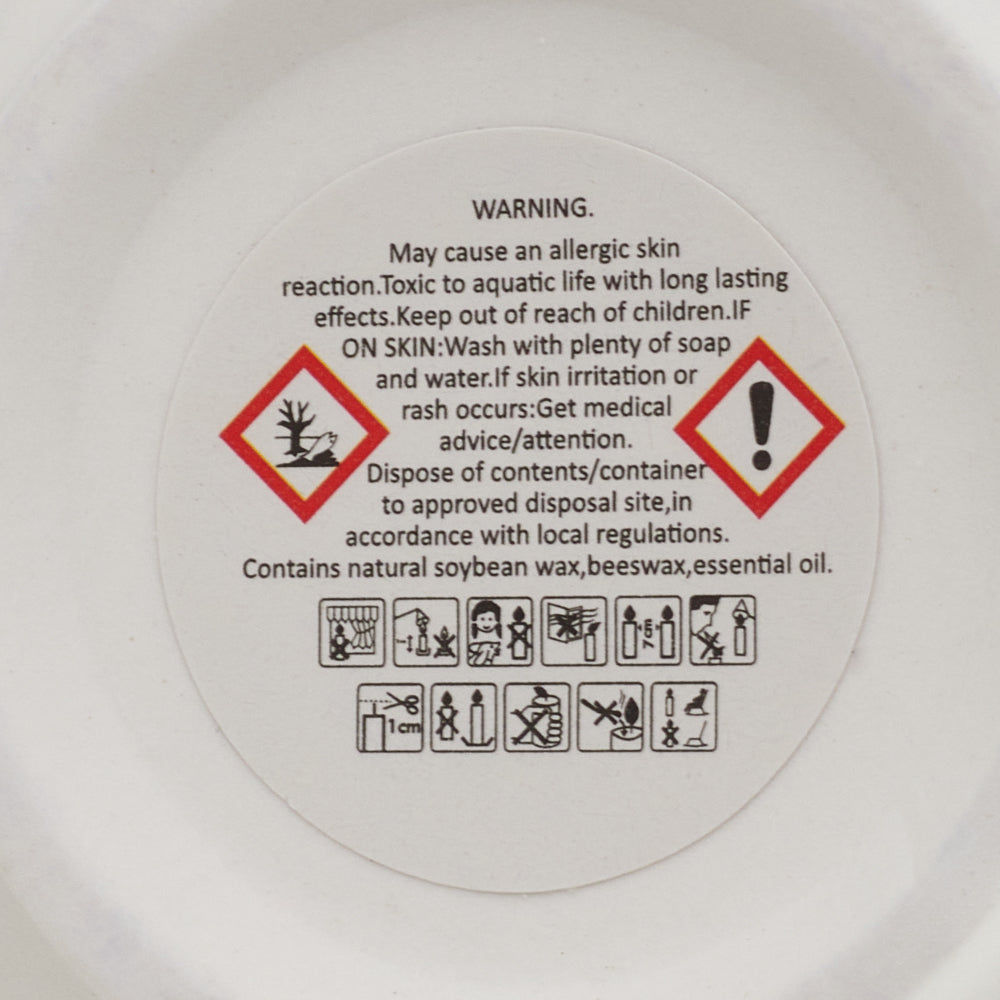 WARNING.
May cause an allergic skin
reaction.Toxic to aquatic life with long lasting
effects.Keep out of reach of children.IF
ON SKIN:Wash with plenty of soap
and water.If skin irritation or
rash occurs:Get medical
advice/attention.
Dispose of contents/container
to approved disposal site,in
accordance with local regulations.
Contains natural soybean wax,beeswax,essential oil.
1 cm